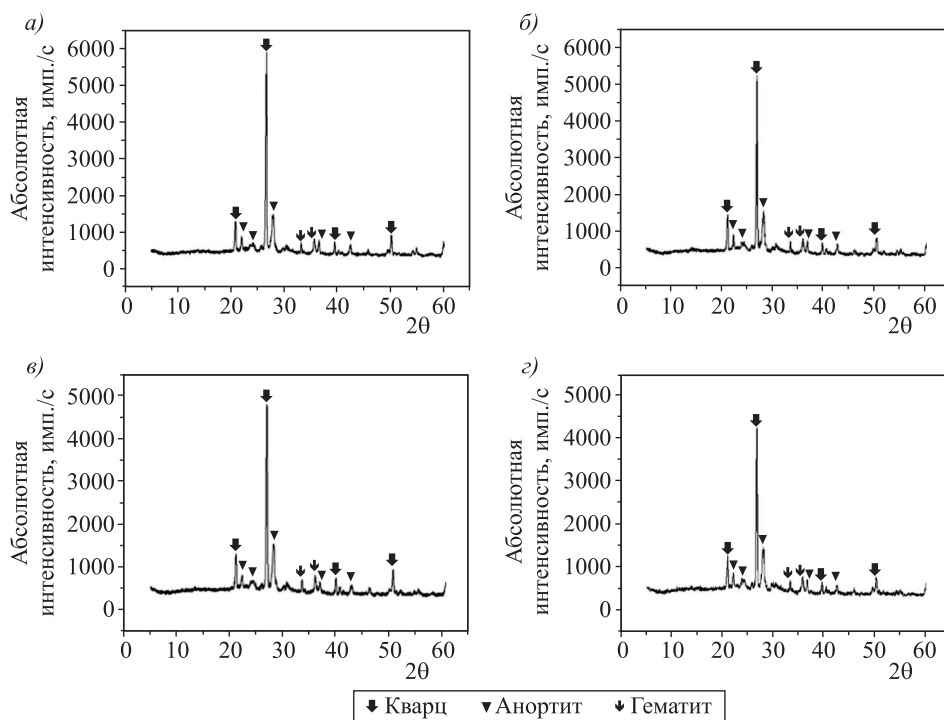 а)
Абсолютная
интенсивность, имп./с
6000
5000
4000
3000
2000
1000
0
0 10 20 30 40 50 60
2θ
б)
Абсолютная
интенсивность, имп./с
6000
5000
4000
3000
2000
1000
0
0 10 20 30 40 50 60
2θ
в)
Абсолютная
интенсивность, имп./с
5000
4000
3000
2000
1000
0
0 10 20 30 40 50 60
2θ
г)
Абсолютная
интенсивность, имп./с
5000
4000
3000
2000
1000
0
0 10 20 30 40 50 60
2θ
Кварц Анортит Гематит